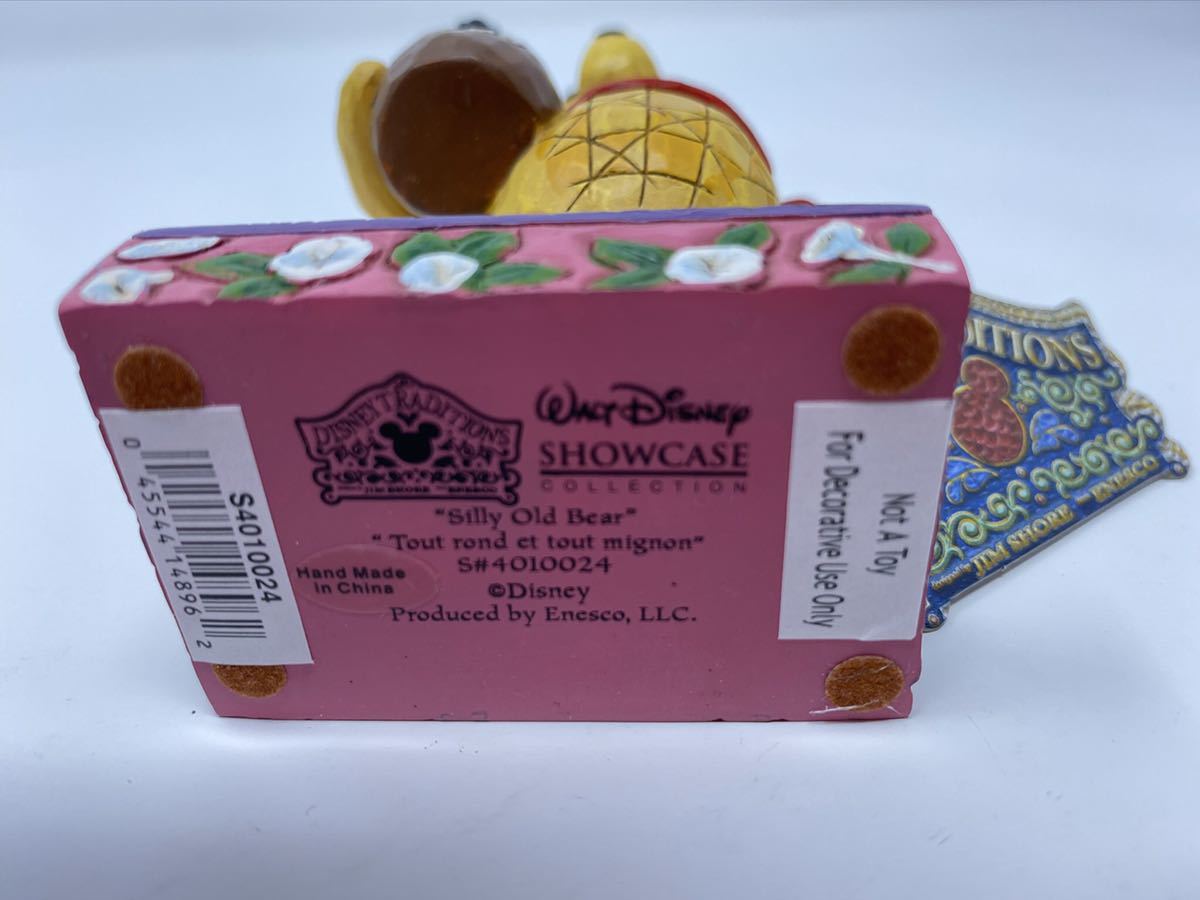 DISNEY TRADITIONS
JIM SHORE ENESCO
WALT DISNEY
SHOWCASE
COLLECTION
"Silly Old Bear"
"Tout rond et tout mignon"
S#4010024
©Disney
Produced by Enesco, LLC.
Hand Made
in China
S4010024
0 45544 14896 2
Not A Toy
For Decorative Use Only
DITIONS
JIM SHORE
ENESCO